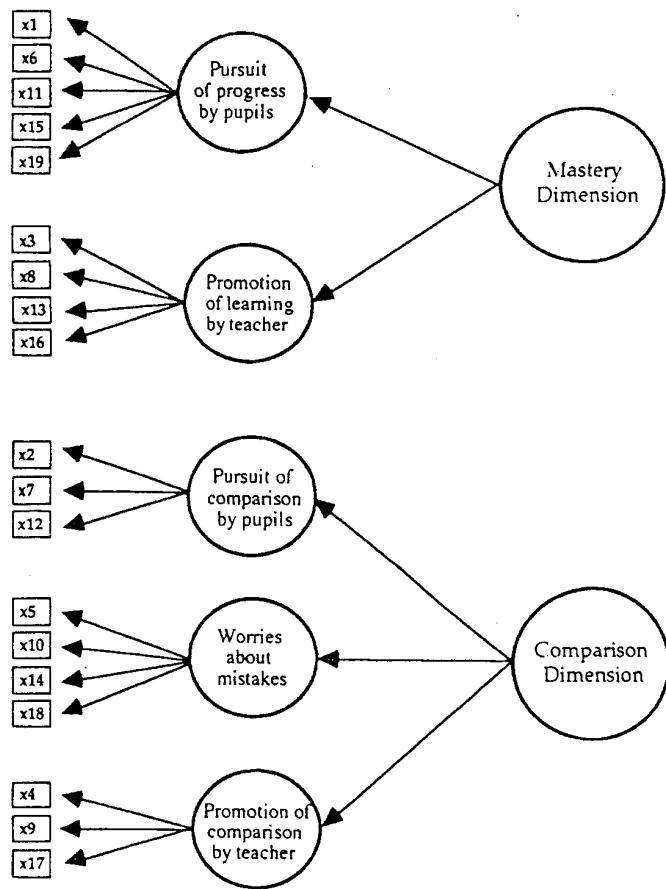 x1
x6
x11
x15
x19
Pursuit
of progress
by pupils
Mastery
Dimension
x3
x8
x13
x16
Promotion
of learning
by teacher
x2
x7
x12
Pursuit of
comparison
by pupils
x5
x10
x14
x18
Worries
about
mistakes
Comparison
Dimension
x4
x9
x17
Promotion of
comparison
by teacher